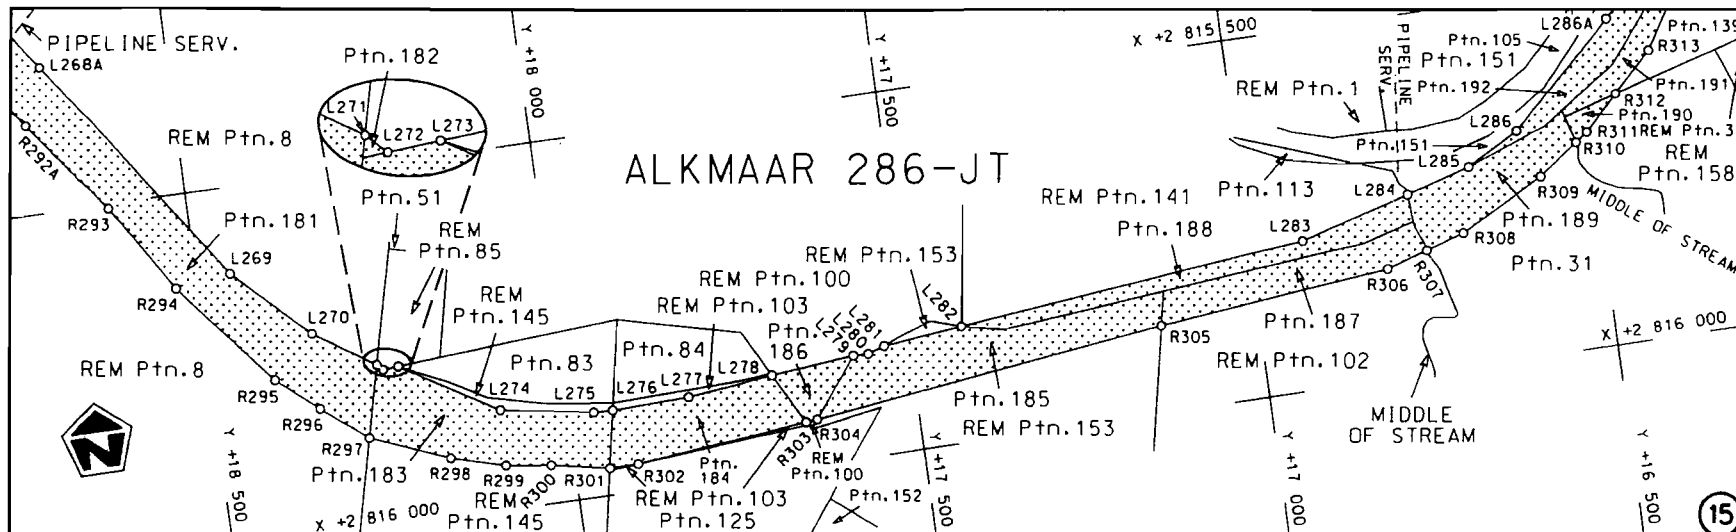 PIPELINE SERV.
L268A
R292A
REM Ptn.8
R293
Ptn.181
R294
L269
L270
REM Ptn.8
R295
R296
R297
Ptn.182
L271
L272
L273
Ptn.51
REM
Ptn.85
REM
Ptn.145
Y +18 000
ALKMAAR 286-JT
Y +17 500
X +2 815 500
REM Ptn.100
REM Ptn.103
REM Ptn.153
Ptn.83
Ptn.84
Ptn.
186
L274
L275
L276
L277
L278
L279
L280
L281
L282
Ptn.183
R298
R299
R300
R301
R302
R303
R304
Y +18 500
X +2 816 000
REM
Ptn.145
REM Ptn.103
Ptn.125
Ptn.
184
REM
Ptn.100
Ptn.152
Ptn.185
REM Ptn.153
Y +17 500
REM Ptn.141
Ptn.188
L283
L284
L285
L286
L286A
R305
R306
R307
R308
R309
R310
R311
R312
R313
Ptn.187
REM Ptn.102
Y +17 000
MIDDLE
OF STREAM
Ptn.31
Ptn.189
X +2 816 000
Y +16 500
PIPELINE
SERV.
REM Ptn.1
Ptn.113
Ptn.151
Ptn.192
Ptn.105
Ptn.151
Ptn.139
Ptn.191
Ptn.190
REM Ptn.3
REM
Ptn.158
MIDDLE OF STREAM
N
15